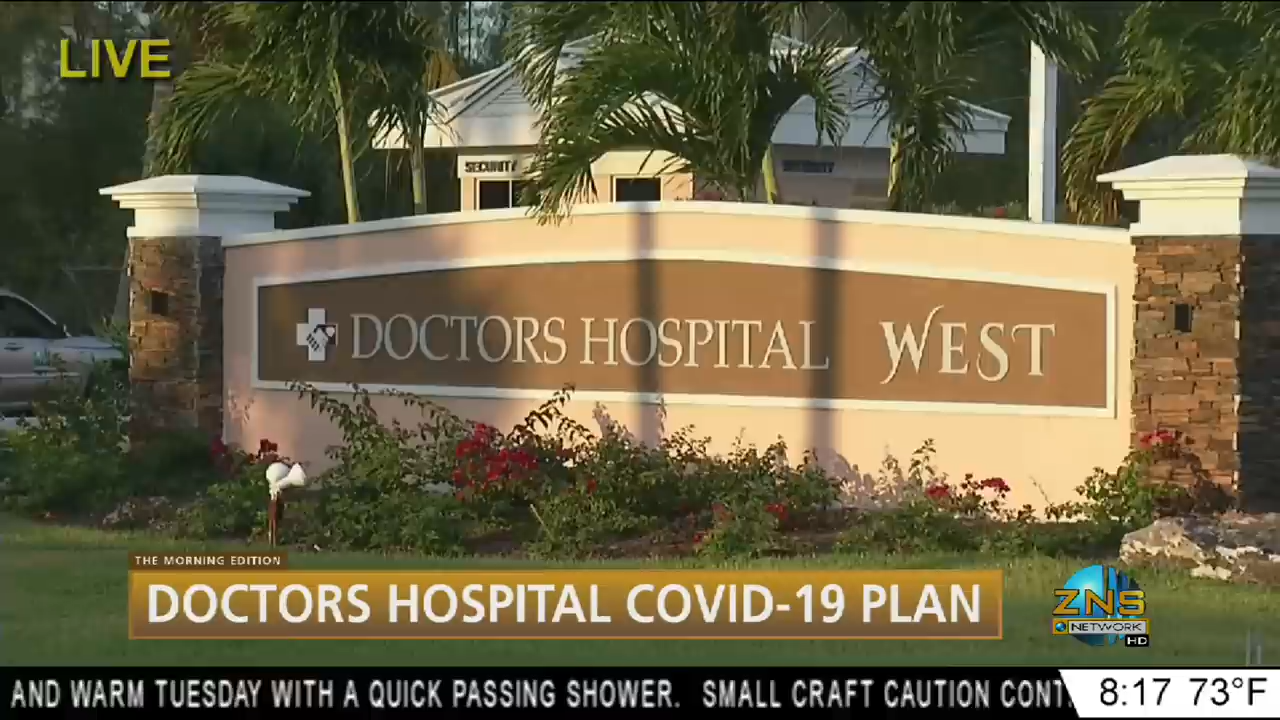 LIVE
SECURITY
SECURITY
DOCTORS HOSPITAL WEST
THE MORNING EDITION
DOCTORS HOSPITAL COVID-19 PLAN
ZNS
NETWORK
HD
AND WARM TUESDAY WITH A QUICK PASSING SHOWER. SMALL CRAFT CAUTION CONT
8:17 73°F